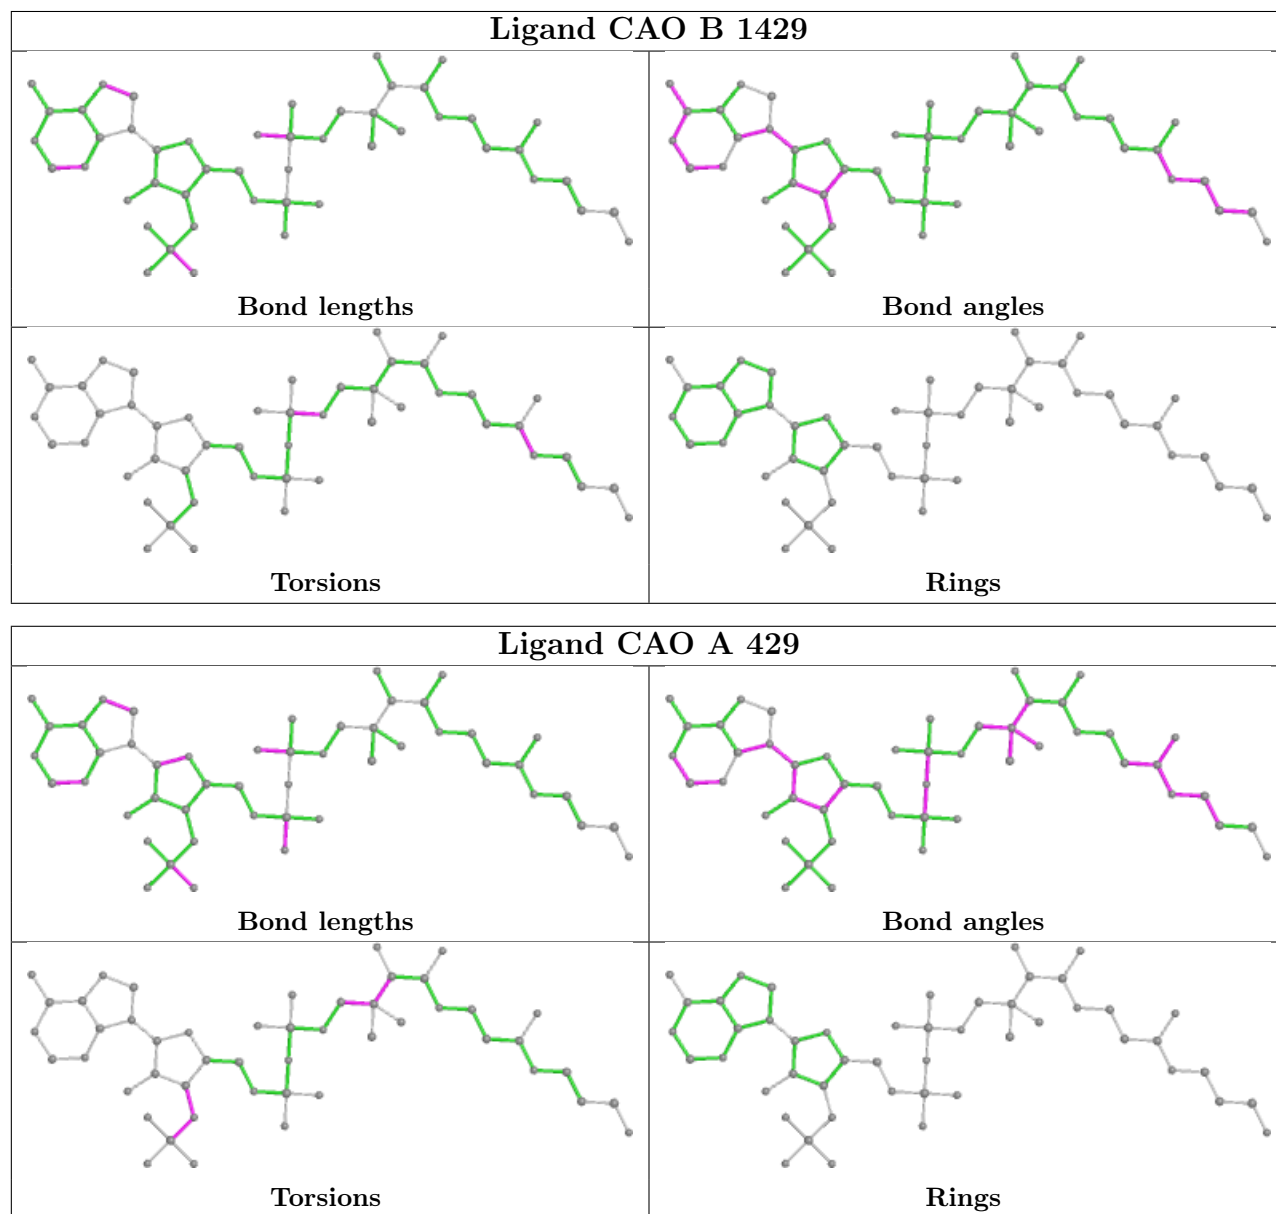 Ligand CAO B 1429
Bond lengths
Bond angles
Torsions
Rings
Ligand CAO A 429
Bond lengths
Bond angles
Torsions
Rings